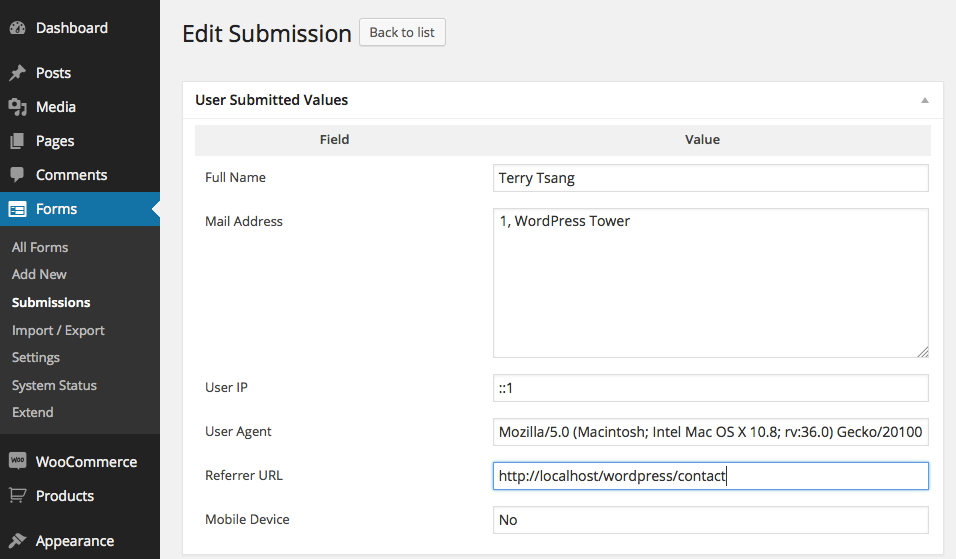 Dashboard
Posts
Media
Pages
Comments
Forms
All Forms
Add New
Submissions
Import / Export
Settings
System Status
Extend
WOO WooCommerce
Products
Appearance
Edit Submission Back to list
User Submitted Values
Field Value
Full Name Terry Tsang
Mail Address 1, WordPress Tower
User IP ::1
User Agent Mozilla/5.0 (Macintosh; Intel Mac OS X 10.8; rv:36.0) Gecko/20100
Referrer URL http://localhost/wordpress/contact
Mobile Device No